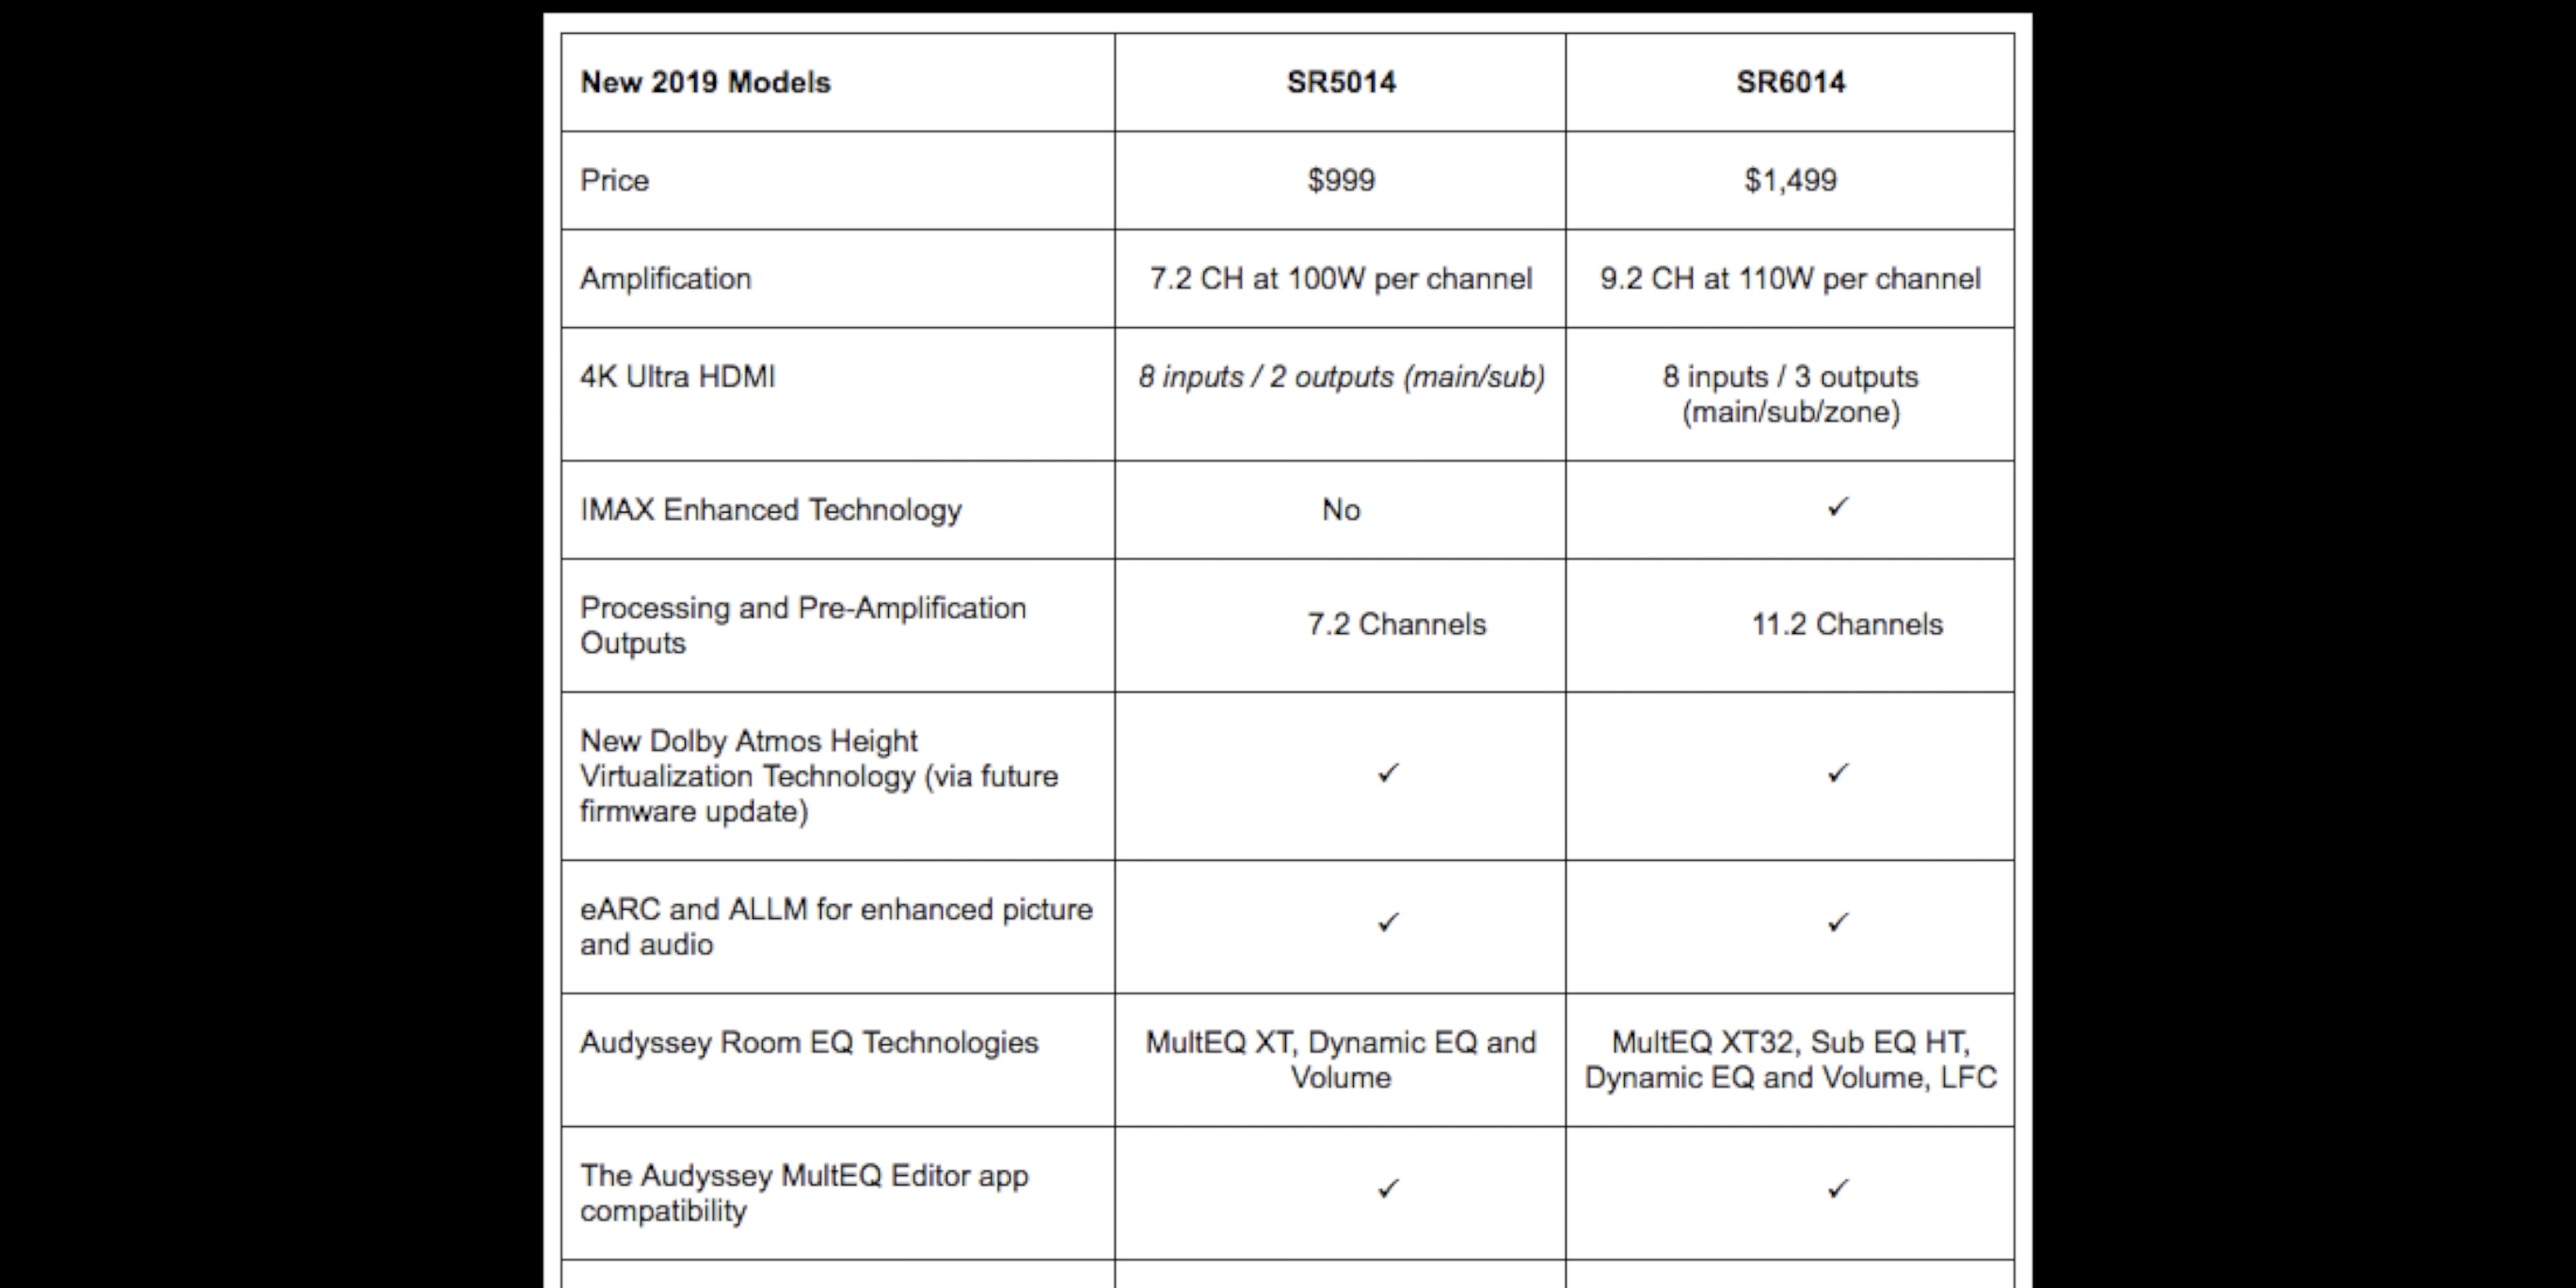 New 2019 Models SR5014 SR6014
Price $999 $1,499
Amplification 7.2 CH at 100W per channel 9.2 CH at 110W per channel
4K Ultra HDMI 8 inputs / 2 outputs (main/sub) 8 inputs / 3 outputs
(main/sub/zone)
IMAX Enhanced Technology No ✓
Processing and Pre-Amplification
Outputs 7.2 Channels 11.2 Channels
New Dolby Atmos Height
Virtualization Technology (via future
firmware update) ✓ ✓
eARC and ALLM for enhanced picture
and audio ✓ ✓
Audyssey Room EQ Technologies MultEQ XT, Dynamic EQ and
Volume MultEQ XT32, Sub EQ HT,
Dynamic EQ and Volume, LFC
The Audyssey MultEQ Editor app
compatibility ✓ ✓